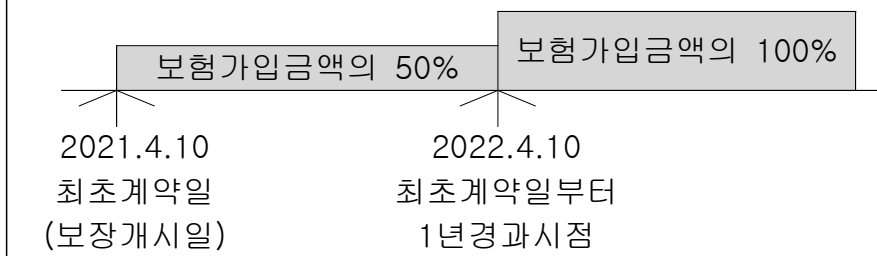 보험가입금액의 50%
보험가입금액의 100%
2021.4.10
최초계약일
(보장개시일)
2022.4.10
최초계약일부터
1년경과시점